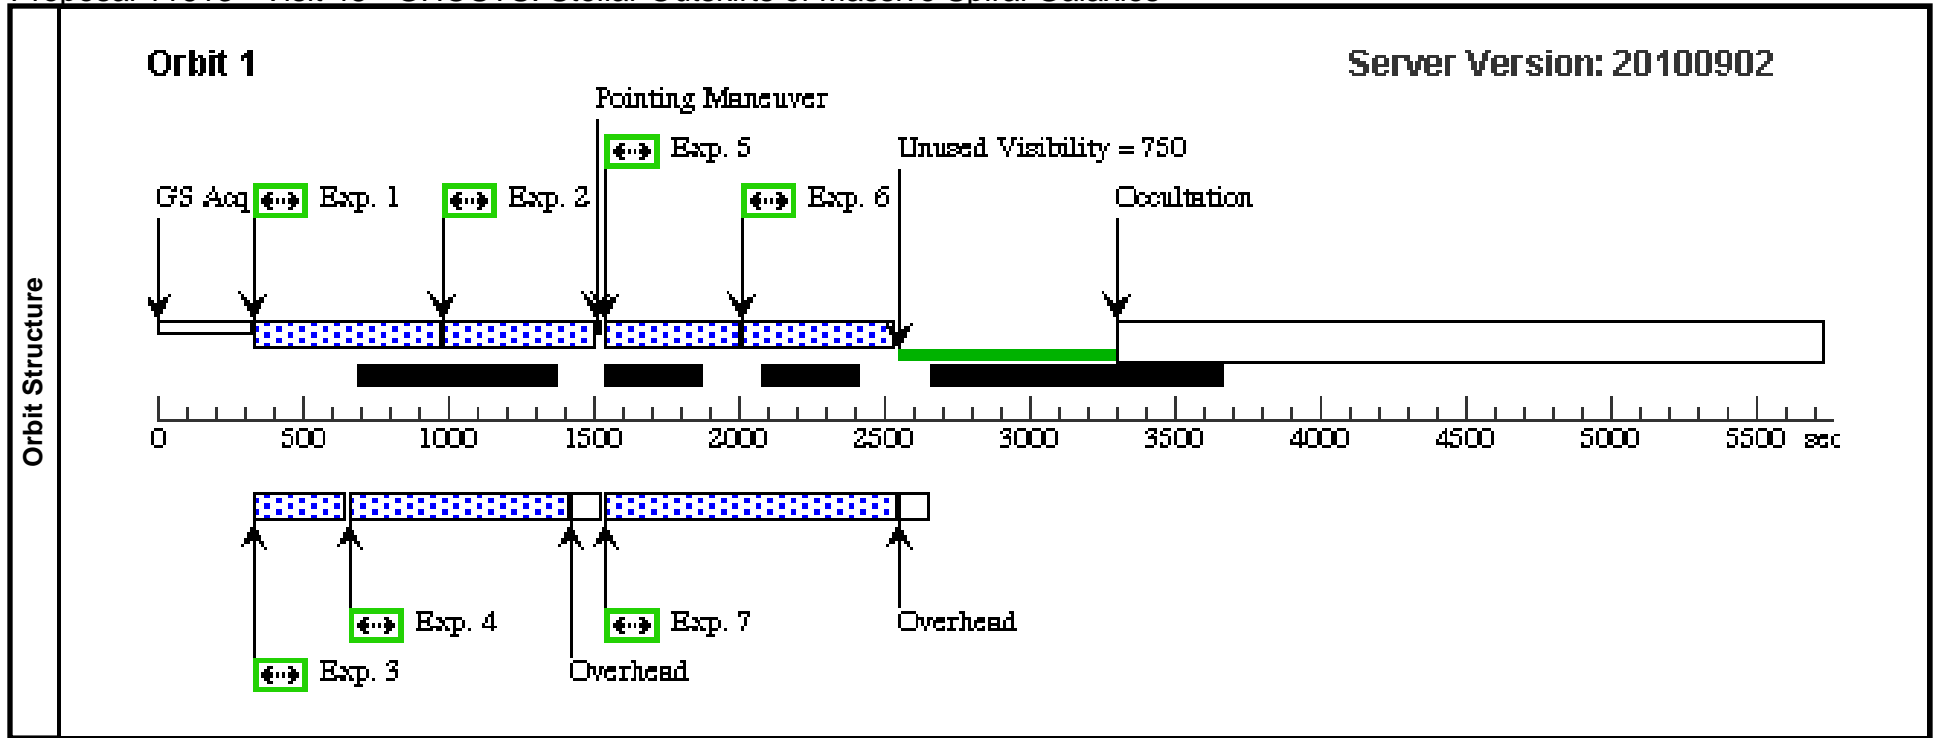 Orbit Structure
Orbit 1
Server Version: 20100902
Pointing Maneuver
Exp. 5
Unused Visibility = 750
GS Acq
Exp. 1
Exp. 2
Exp. 6
Occultation
0 500 1000 1500 2000 2500 3000 3500 4000 4500 5000 5500 sec
Exp. 4
Exp. 7
Overhead
Exp. 3
Overhead